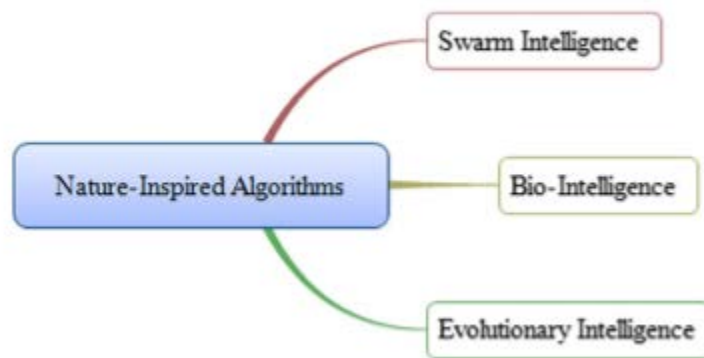 Swarm Intelligence
Nature-Inspired Algorithms
Bio-Intelligence
Evolutionary Intelligence